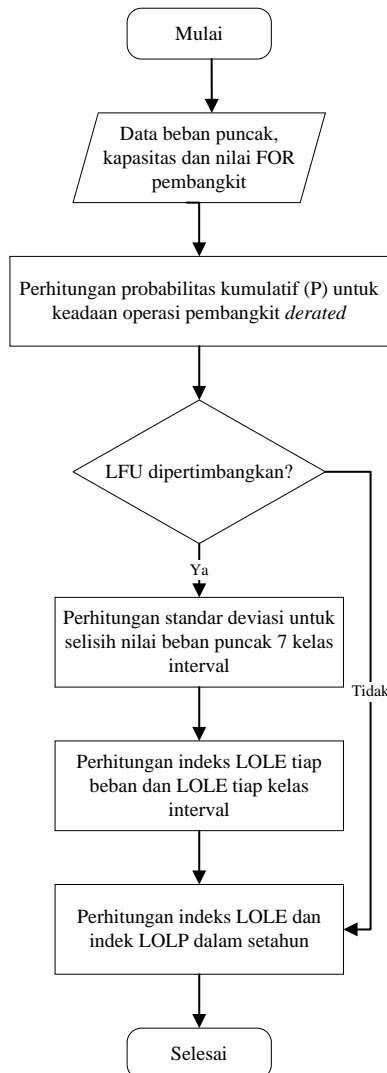 Mulai
Data beban puncak,
kapasitas dan nilai FOR
pembangkit
Perhitungan probabilitas kumulatif (P) untuk
keadaan operasi pembangkit derated
LFU dipertimbangkan?
Ya
Perhitungan standar deviasi untuk
selisih nilai beban puncak 7 kelas
interval
Tidak
Perhitungan indeks LOLE tiap
beban dan LOLE tiap kelas
interval
Perhitungan indeks LOLE dan
indek LOLP dalam setahun
Selesai